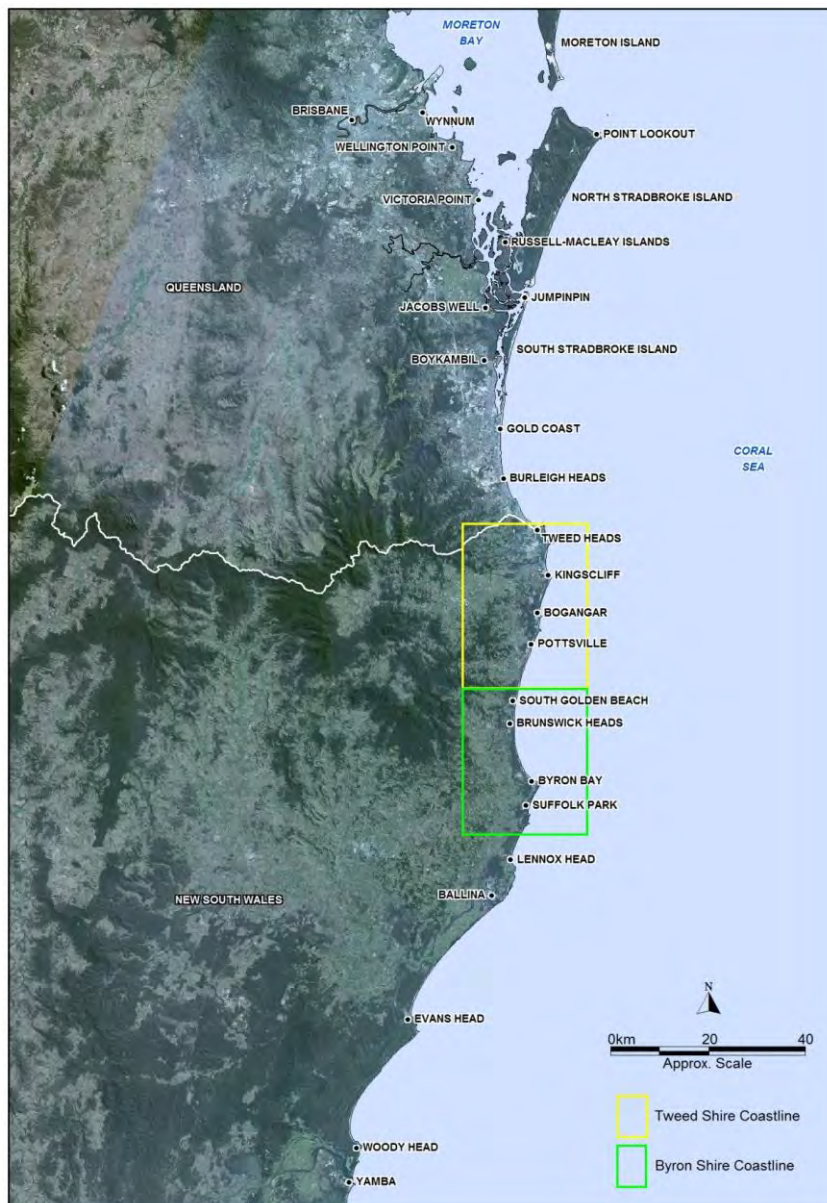 MORETON
BAY
MORETON ISLAND
BRISBANE
WYNNUM
POINT LOOKOUT
WELLINGTON POINT
VICTORIA POINT
NORTH STRADBROKE ISLAND
RUSSELL-MACLEAY ISLANDS
QUEENSLAND
JUMPINPIN
JACOBS WELL
SOUTH STRADBROKE ISLAND
BOYKAMBIL
GOLD COAST
CORAL
SEA
BURLEIGH HEADS
TWEED HEADS
KINGSCLIFF
BOGANGAR
POTTSVILLE
SOUTH GOLDEN BEACH
BRUNSWICK HEADS
BYRON BAY
SUFFOLK PARK
LENNOX HEAD
BALLINA
NEW SOUTH WALES
N
EVANS HEAD
0km 20 40
Approx. Scale
Tweed Shire Coastline
WOODY HEAD
Byron Shire Coastline
YAMBA